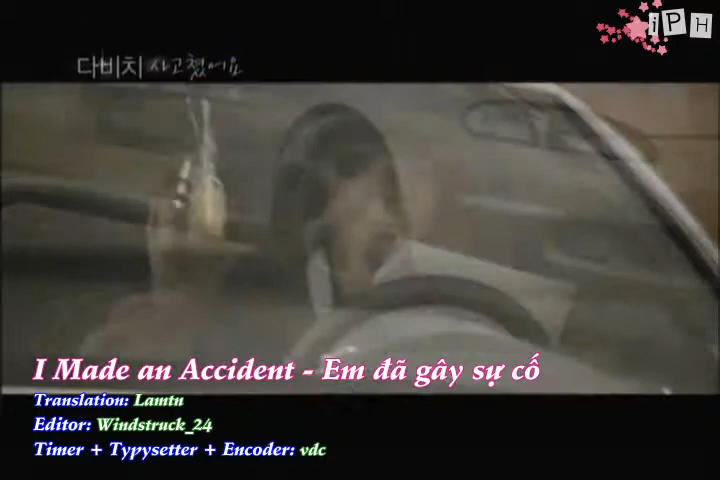 iPH
다비치 사고쳤어요
I Made an Accident - Em đã gây sự cố
Translation: Lamtn
Editor: Windstruck_24
Timer + Typysetter + Encoder: vdc